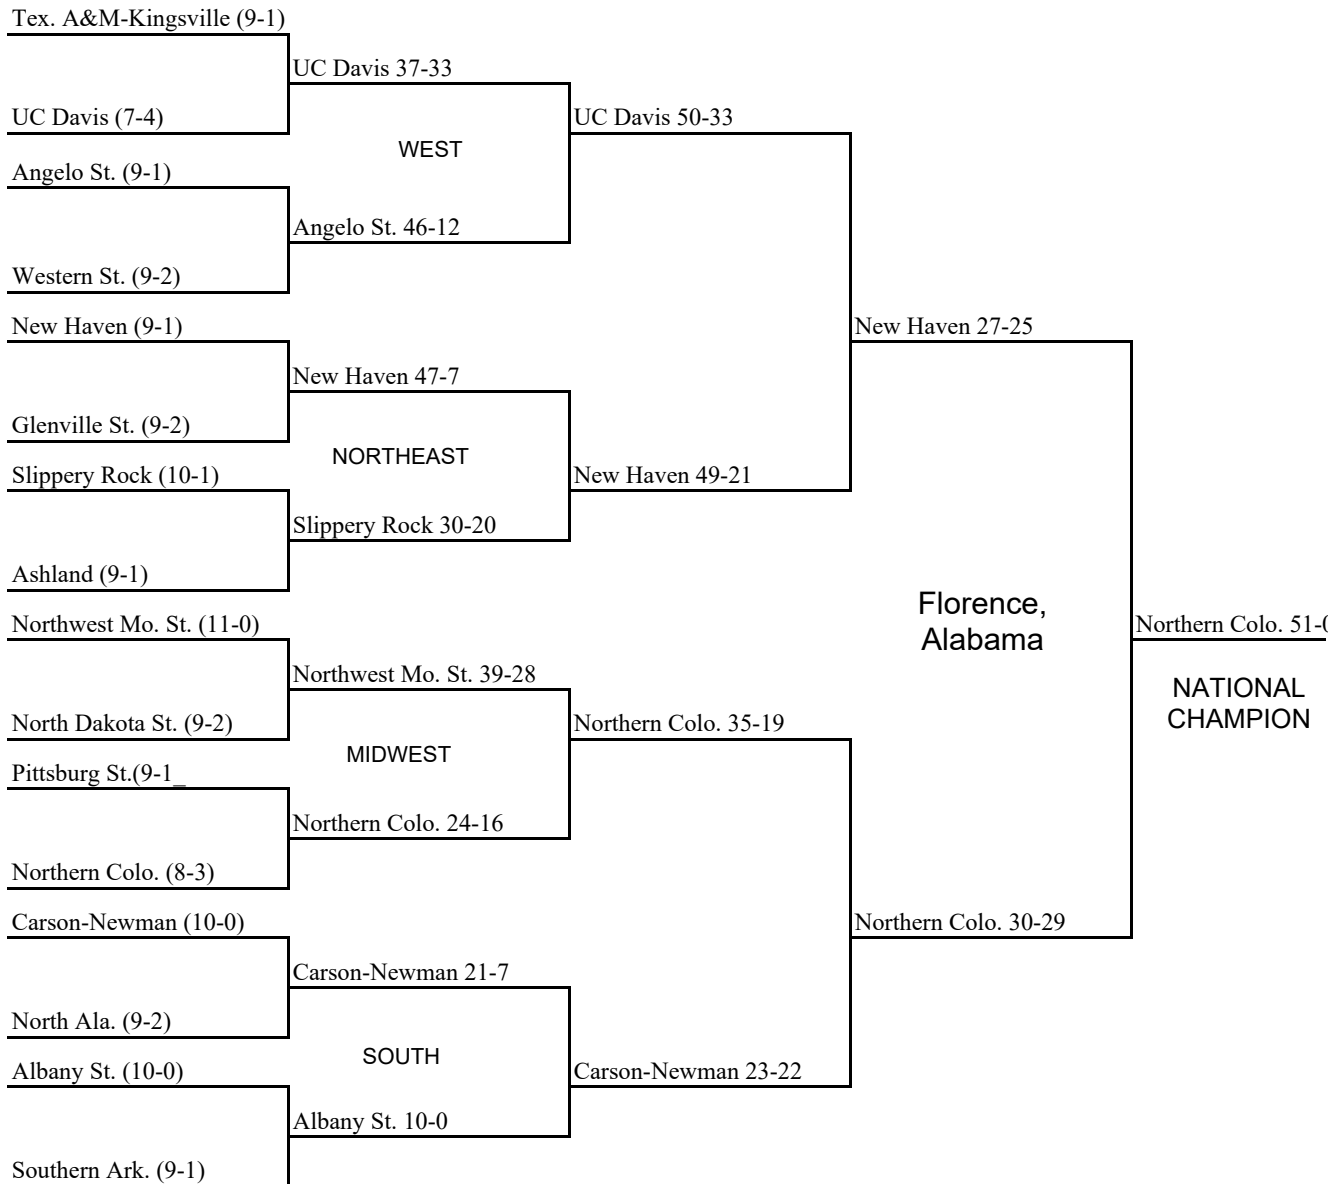 Tex. A&M-Kingsville (9-1)
UC Davis 37-33
UC Davis (7-4)
UC Davis 50-33
WEST
Angelo St. (9-1)
Angelo St. 46-12
Western St. (9-2)
New Haven (9-1)
New Haven 27-25
New Haven 47-7
Glenville St. (9-2)
NORTHEAST
Slippery Rock (10-1)
New Haven 49-21
Slippery Rock 30-20
Ashland (9-1)
Florence,
Alabama
Northwest Mo. St. (11-0)
Northern Colo. 51-0
Northwest Mo. St. 39-28
NATIONAL
CHAMPION
North Dakota St. (9-2)
Northern Colo. 35-19
MIDWEST
Pittsburg St.(9-1_
Northern Colo. 24-16
Northern Colo. (8-3)
Carson-Newman (10-0)
Northern Colo. 30-29
Carson-Newman 21-7
North Ala. (9-2)
SOUTH
Albany St. (10-0)
Carson-Newman 23-22
Albany St. 10-0
Southern Ark. (9-1)